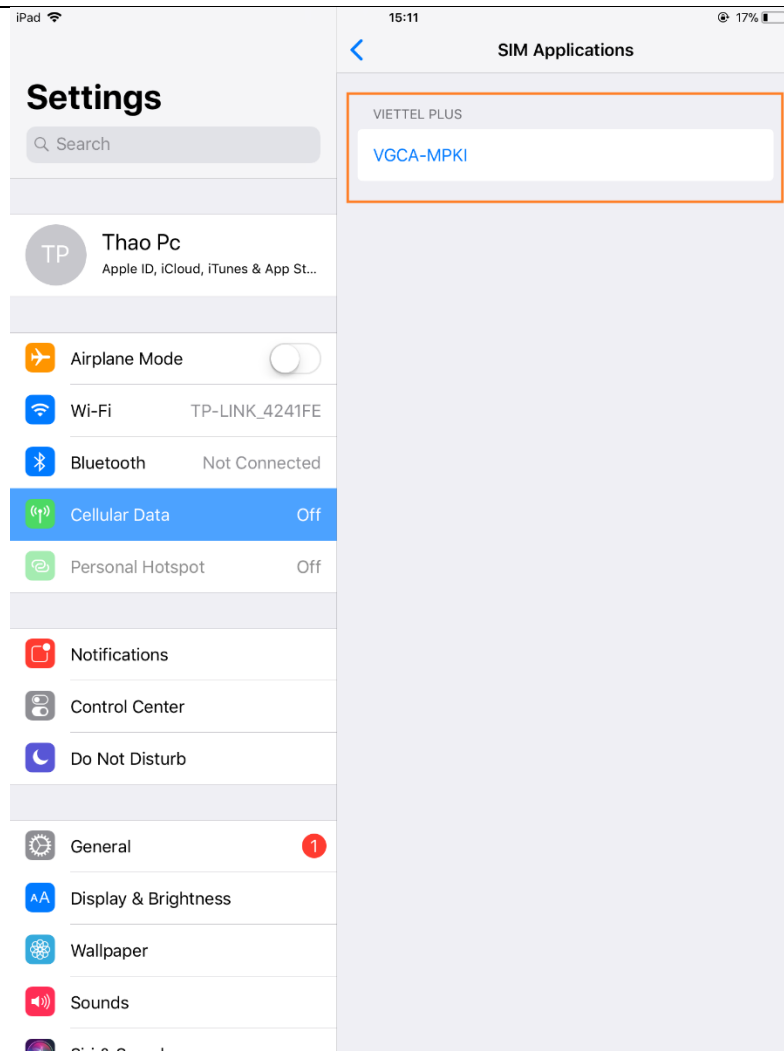 iPad
15:11
17%
SIM Applications
Settings
Search
VIETTEL PLUS
VGCA-MPKI
TP
Thao Pc
Apple ID, iCloud, iTunes & App St...
Airplane Mode
Wi-Fi TP-LINK_4241FE
Bluetooth Not Connected
Cellular Data Off
Personal Hotspot Off
Notifications
Control Center
Do Not Disturb
General 1
AA Display & Brightness
Wallpaper
Sounds